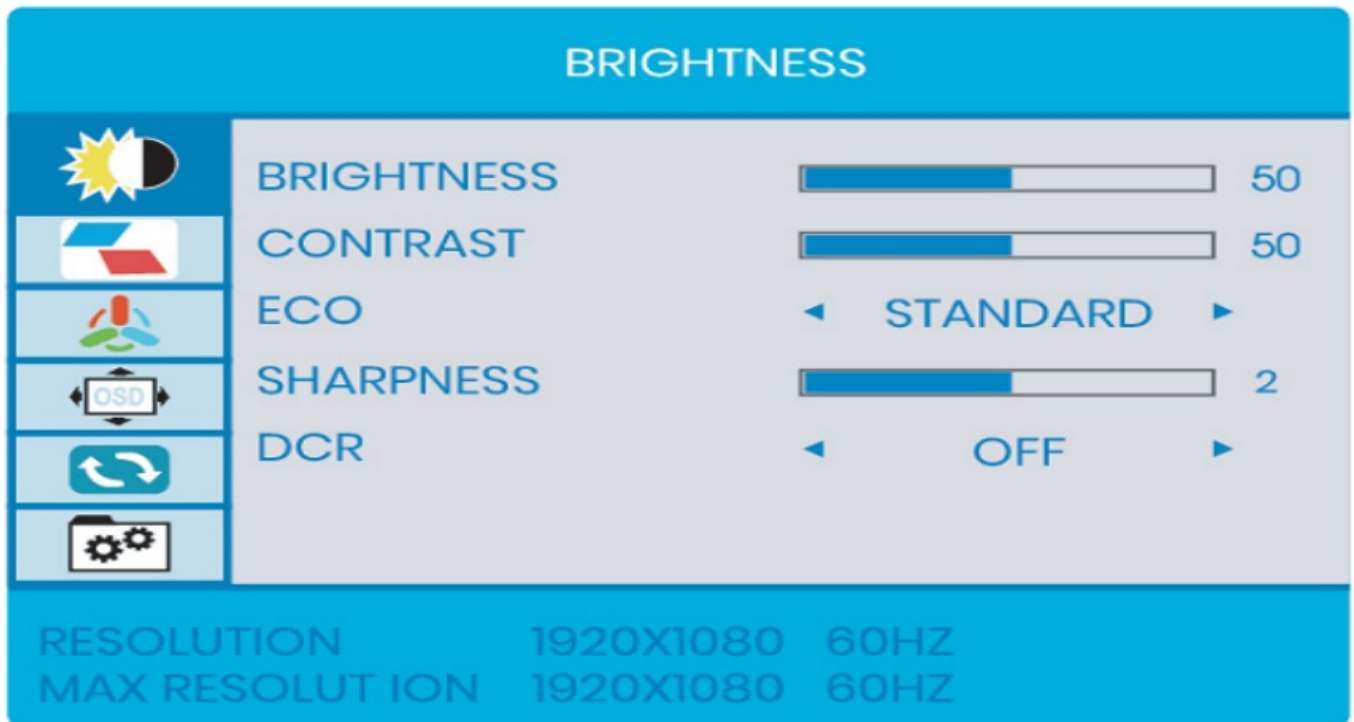 BRIGHTNESS
BRIGHTNESS 50
CONTRAST 50
ECO STANDARD
SHARPNESS 2
OSD
DCR OFF
RESOLUTION 1920X1080 60HZ
MAX RESOLUT ION 1920X1080 60HZ